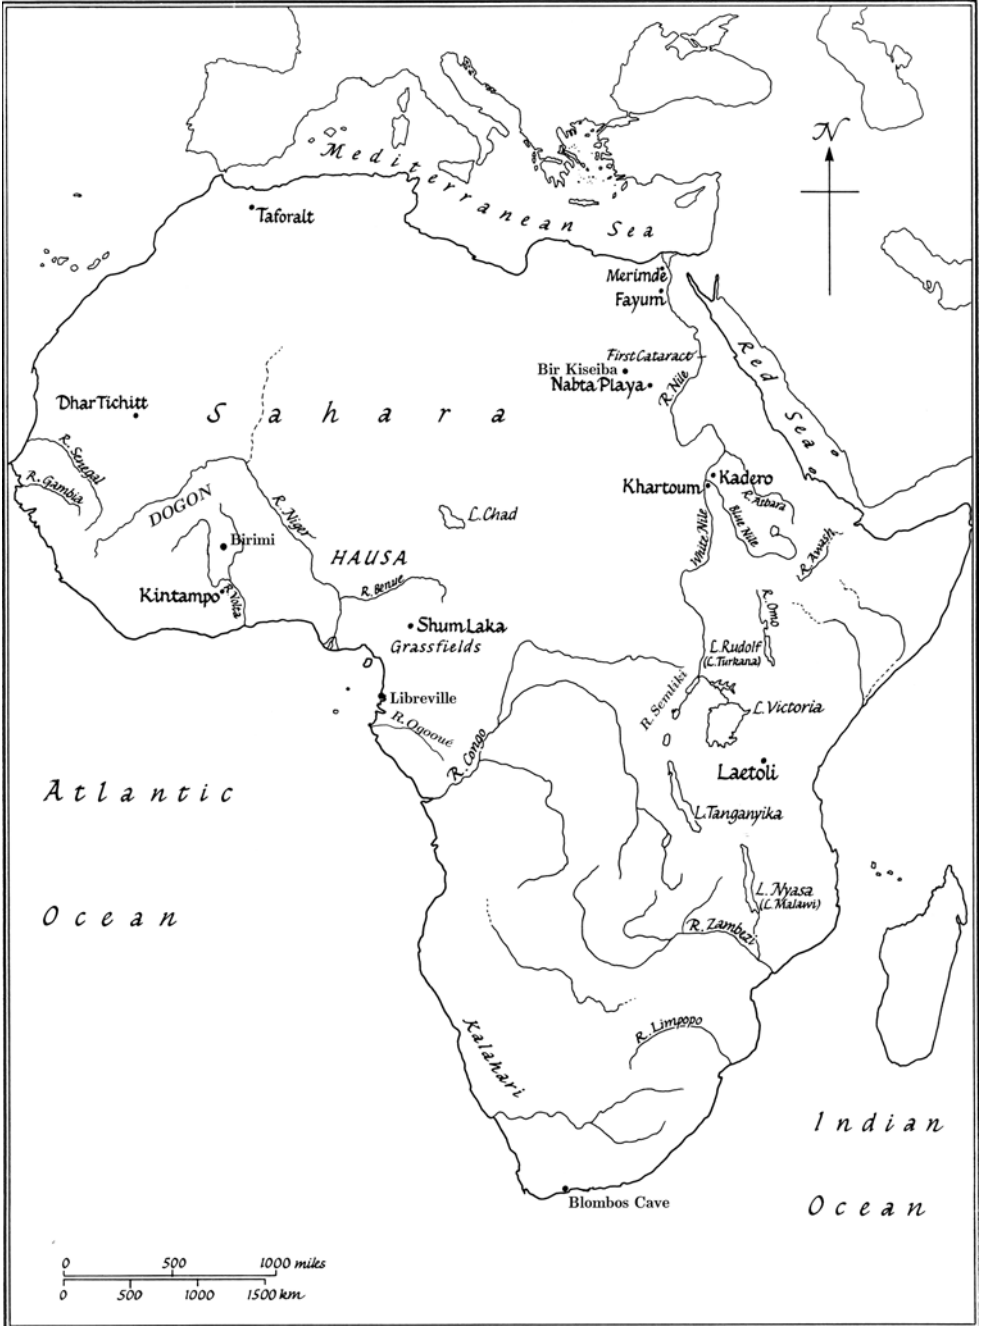 N
Mediterranean Sea
Taforalt
Merimde
Fayum
First Cataract
Bir Kiseiba
Nabta Playa
R. Nile
Red Sea
Dhar Tichitt
Sahara
R. Senegal
R. Gambia
DOGON
R. Niger
L. Chad
Khartoum
Kadero
R. Atbara
Blue Nile
White Nile
R. Awash
Birimi
HAUSA
R. Benue
Kintampo
R. Volta
Shum Laka
Grassfields
R. Omo
L. Rudolf
(L. Turkana)
R. Semliki
L. Victoria
Libreville
R. Ogooué
R. Congo
Laetoli
L. Tanganyika
Atlantic
Ocean
L. Nyasa
(L. Malawi)
R. Zambezi
R. Limpopo
Kalahari
Indian
Ocean
Blombos Cave
0 500 1000 miles
0 500 1000 1500 km